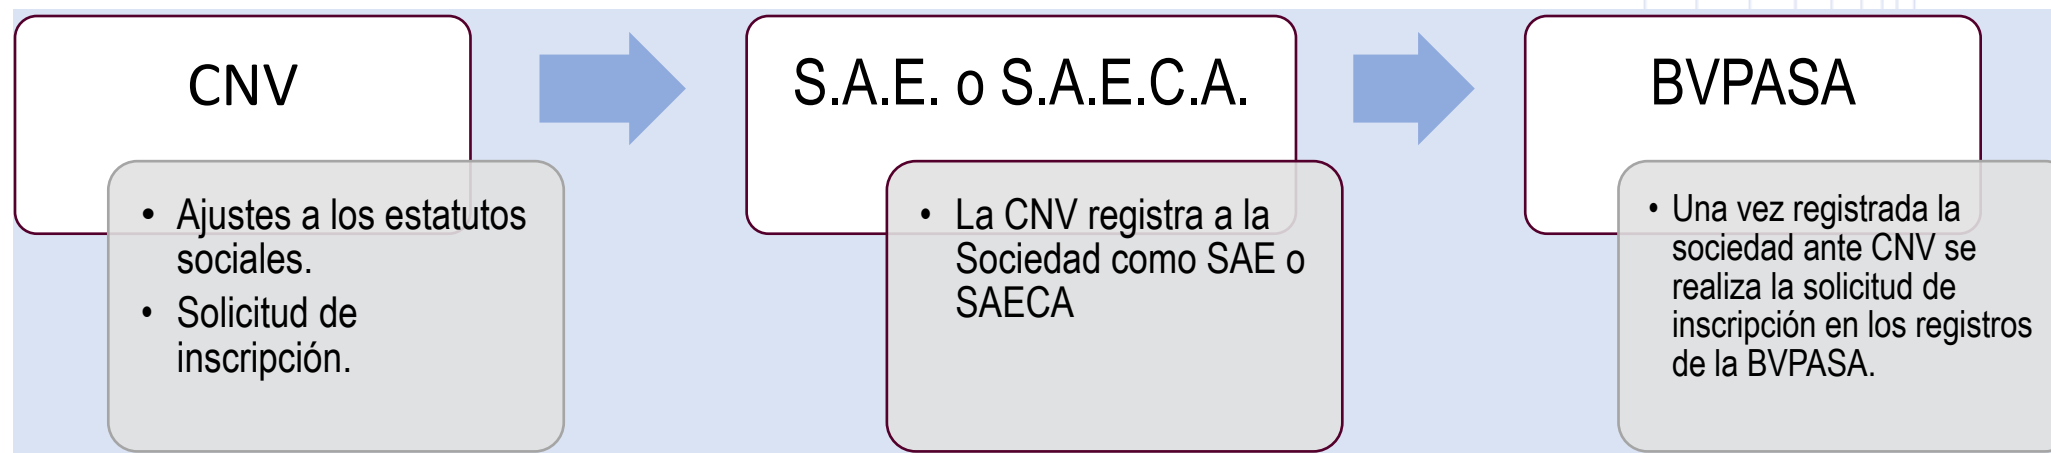 CNV
• Ajustes a los estatutos
sociales.
• Solicitud de
inscripción.
S.A.E. o S.A.E.C.A.
• La CNV registra a la
Sociedad como SAE o
SAECA
BVPASA
• Una vez registrada la
sociedad ante CNV se
realiza la solicitud de
inscripción en los registros
de la BVPASA.